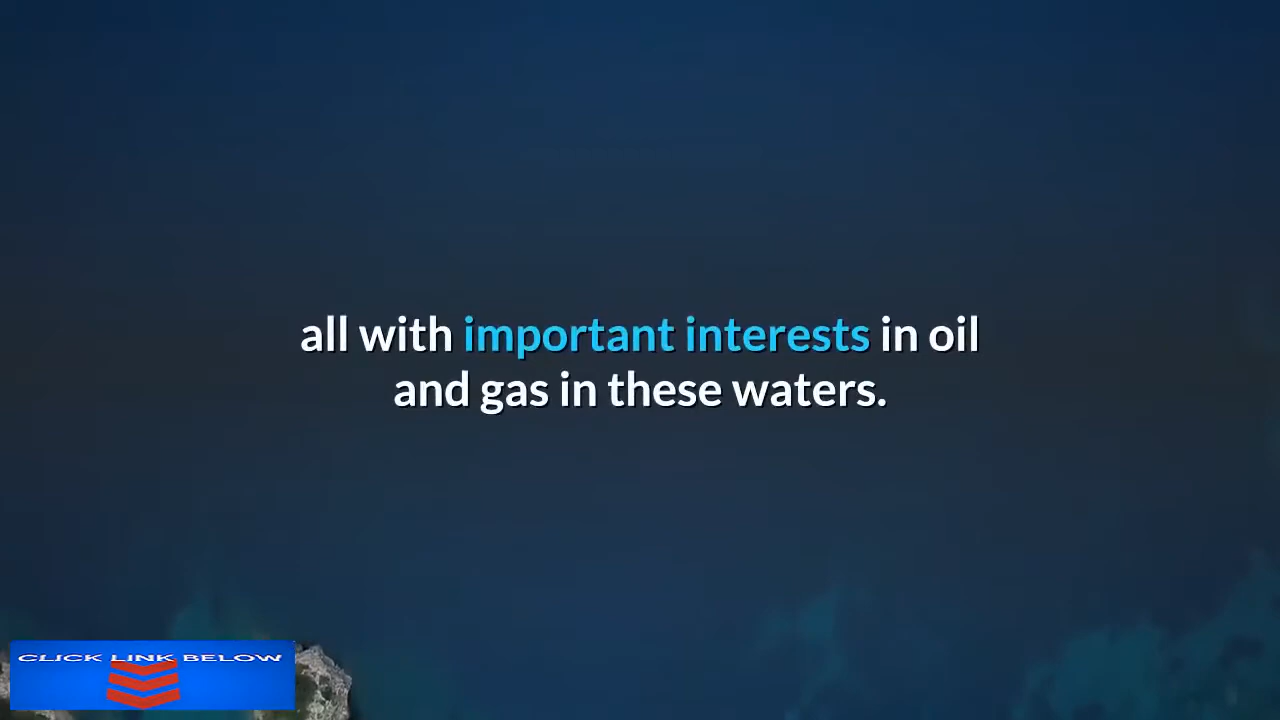 all with important interests in oil
and gas in these waters.
CLICK LINK BELOW